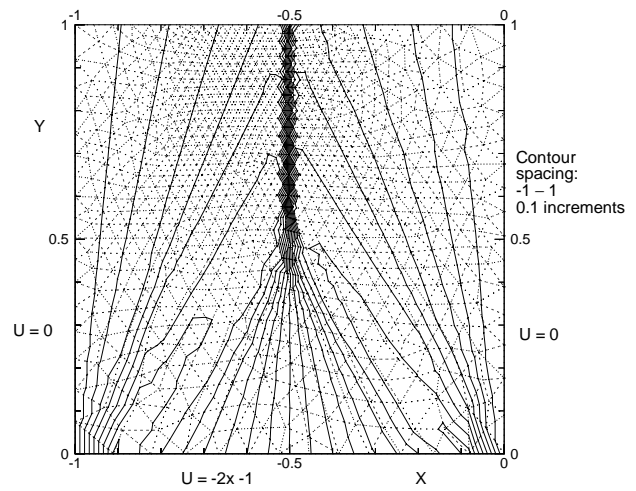 -1 -0.5 0
1 1
Y
Contour
spacing:
-1 – 1
0.1 increments
0.5 0.5
U = 0 U = 0
0 0
-1 -0.5 0
U = -2x -1 X